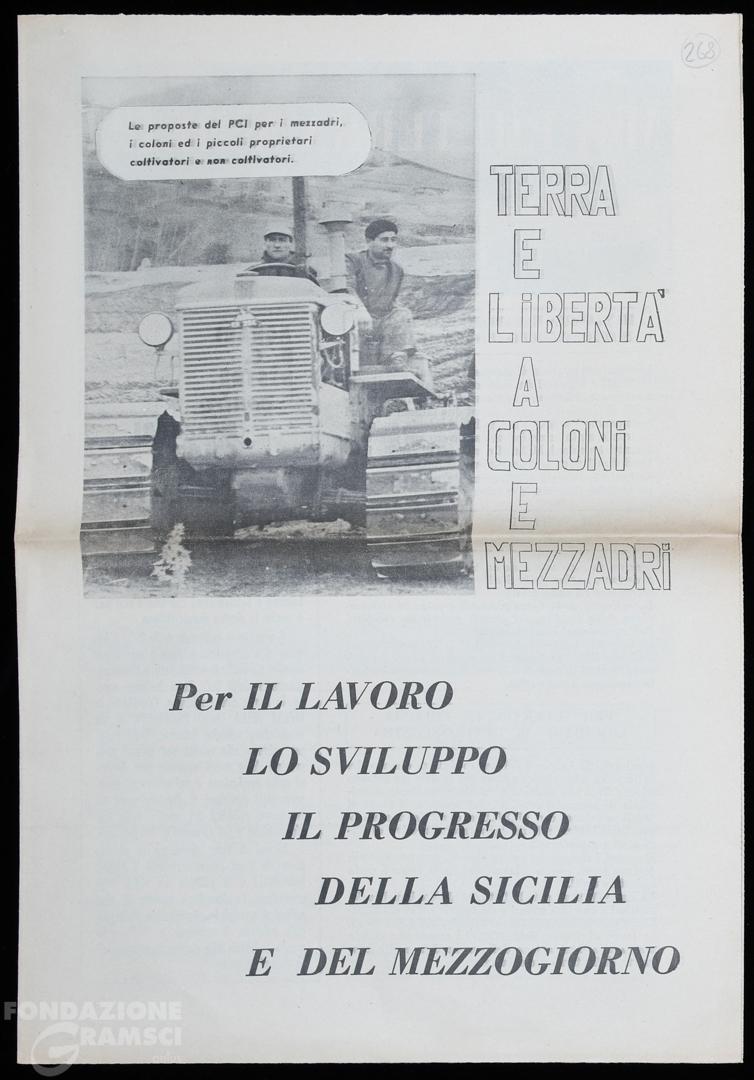 268
Le proposte del PCI per i mezzadri,
i coloni ed i piccoli proprietari
coltivatori e non coltivatori.
TERRA
E
LiBERTA'
A
COLONi
E
MEZZADRi
Per IL LAVORO
LO SVILUPPO
IL PROGRESSO
DELLA SICILIA
E DEL MEZZOGIORNO
FONDAZIONE
GRAMSCI